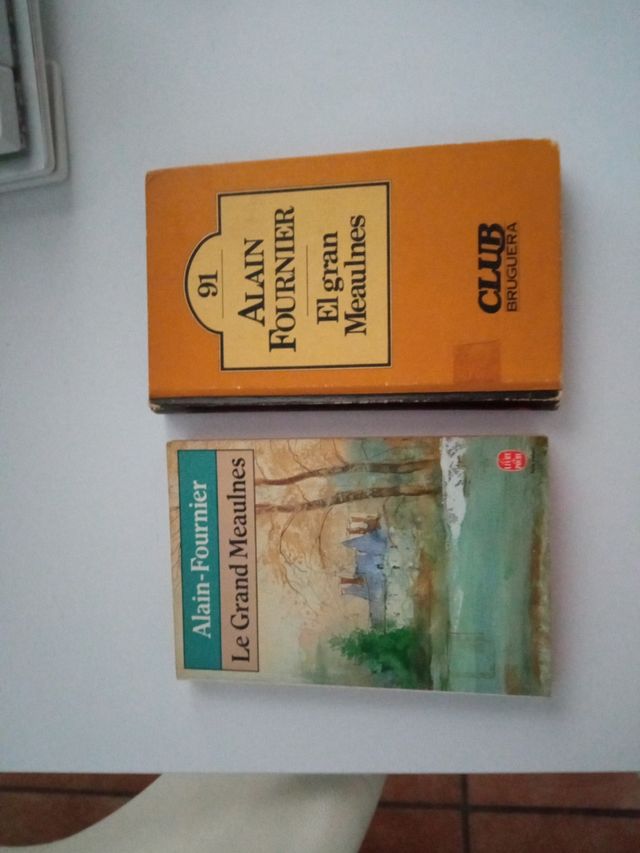 91
ALAIN
FOURNIER
El gran
Meaulnes
CLUB
BRUGUERA
Alain-Fournier
Le Grand Meaulnes